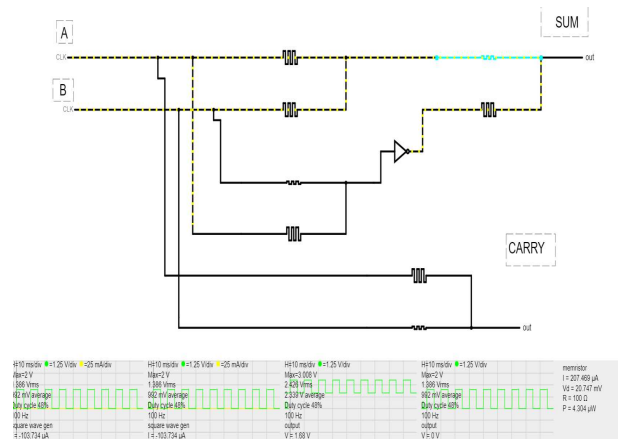 SUM
A
CLK
out
B
CLK
CARRY
out
H=10 ms/div =1.25 V/div =25 mA/div
Max=2 V
1.386 Vrms
992 mV average
Duty cycle 48%
100 Hz
square wave gen
I = -103.734 µA
H=10 ms/div =1.25 V/div =25 mA/div
Max=2 V
1.386 Vrms
992 mV average
Duty cycle 48%
100 Hz
square wave gen
I = -103.734 µA
H=10 ms/div =1.25 V/div
Max=3.008 V
2.426 Vrms
2.339 V average
Duty cycle 48%
100 Hz
output
V = 1.68 V
H=10 ms/div =1.25 V/div
Max=2 V
1.386 Vrms
992 mV average
Duty cycle 48%
100 Hz
output
V = 0 V
memristor
I = 207.469 µA
Vd = 20.747 mV
R = 100 Ω
P = 4.304 µW